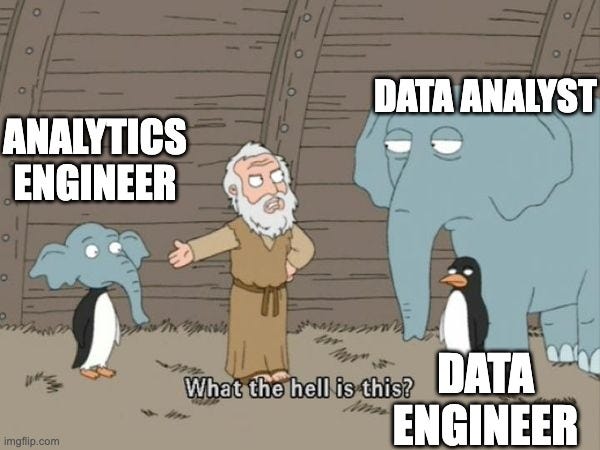 DATA ANALYST
ANALYTICS
ENGINEER
What the hell is this?
DATA
ENGINEER
imgflip.com